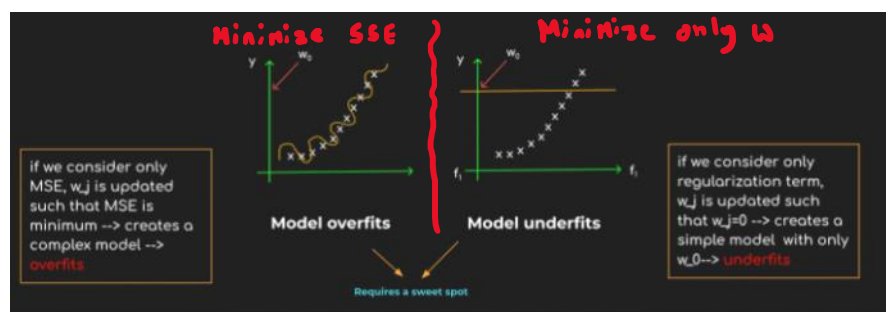 Minimize SSE
Minimize only w
y
w₀
y
w₀
f₁
f₁
if we consider only
MSE, w_j is updated
such that MSE is
minimum --> creates a
complex model -->
overfits
Model overfits
Model underfits
if we consider only
regularization term,
w_j is updated such
that w_j=0 --> creates a
simple model with only
w_0--> underfits
Requires a sweet spot